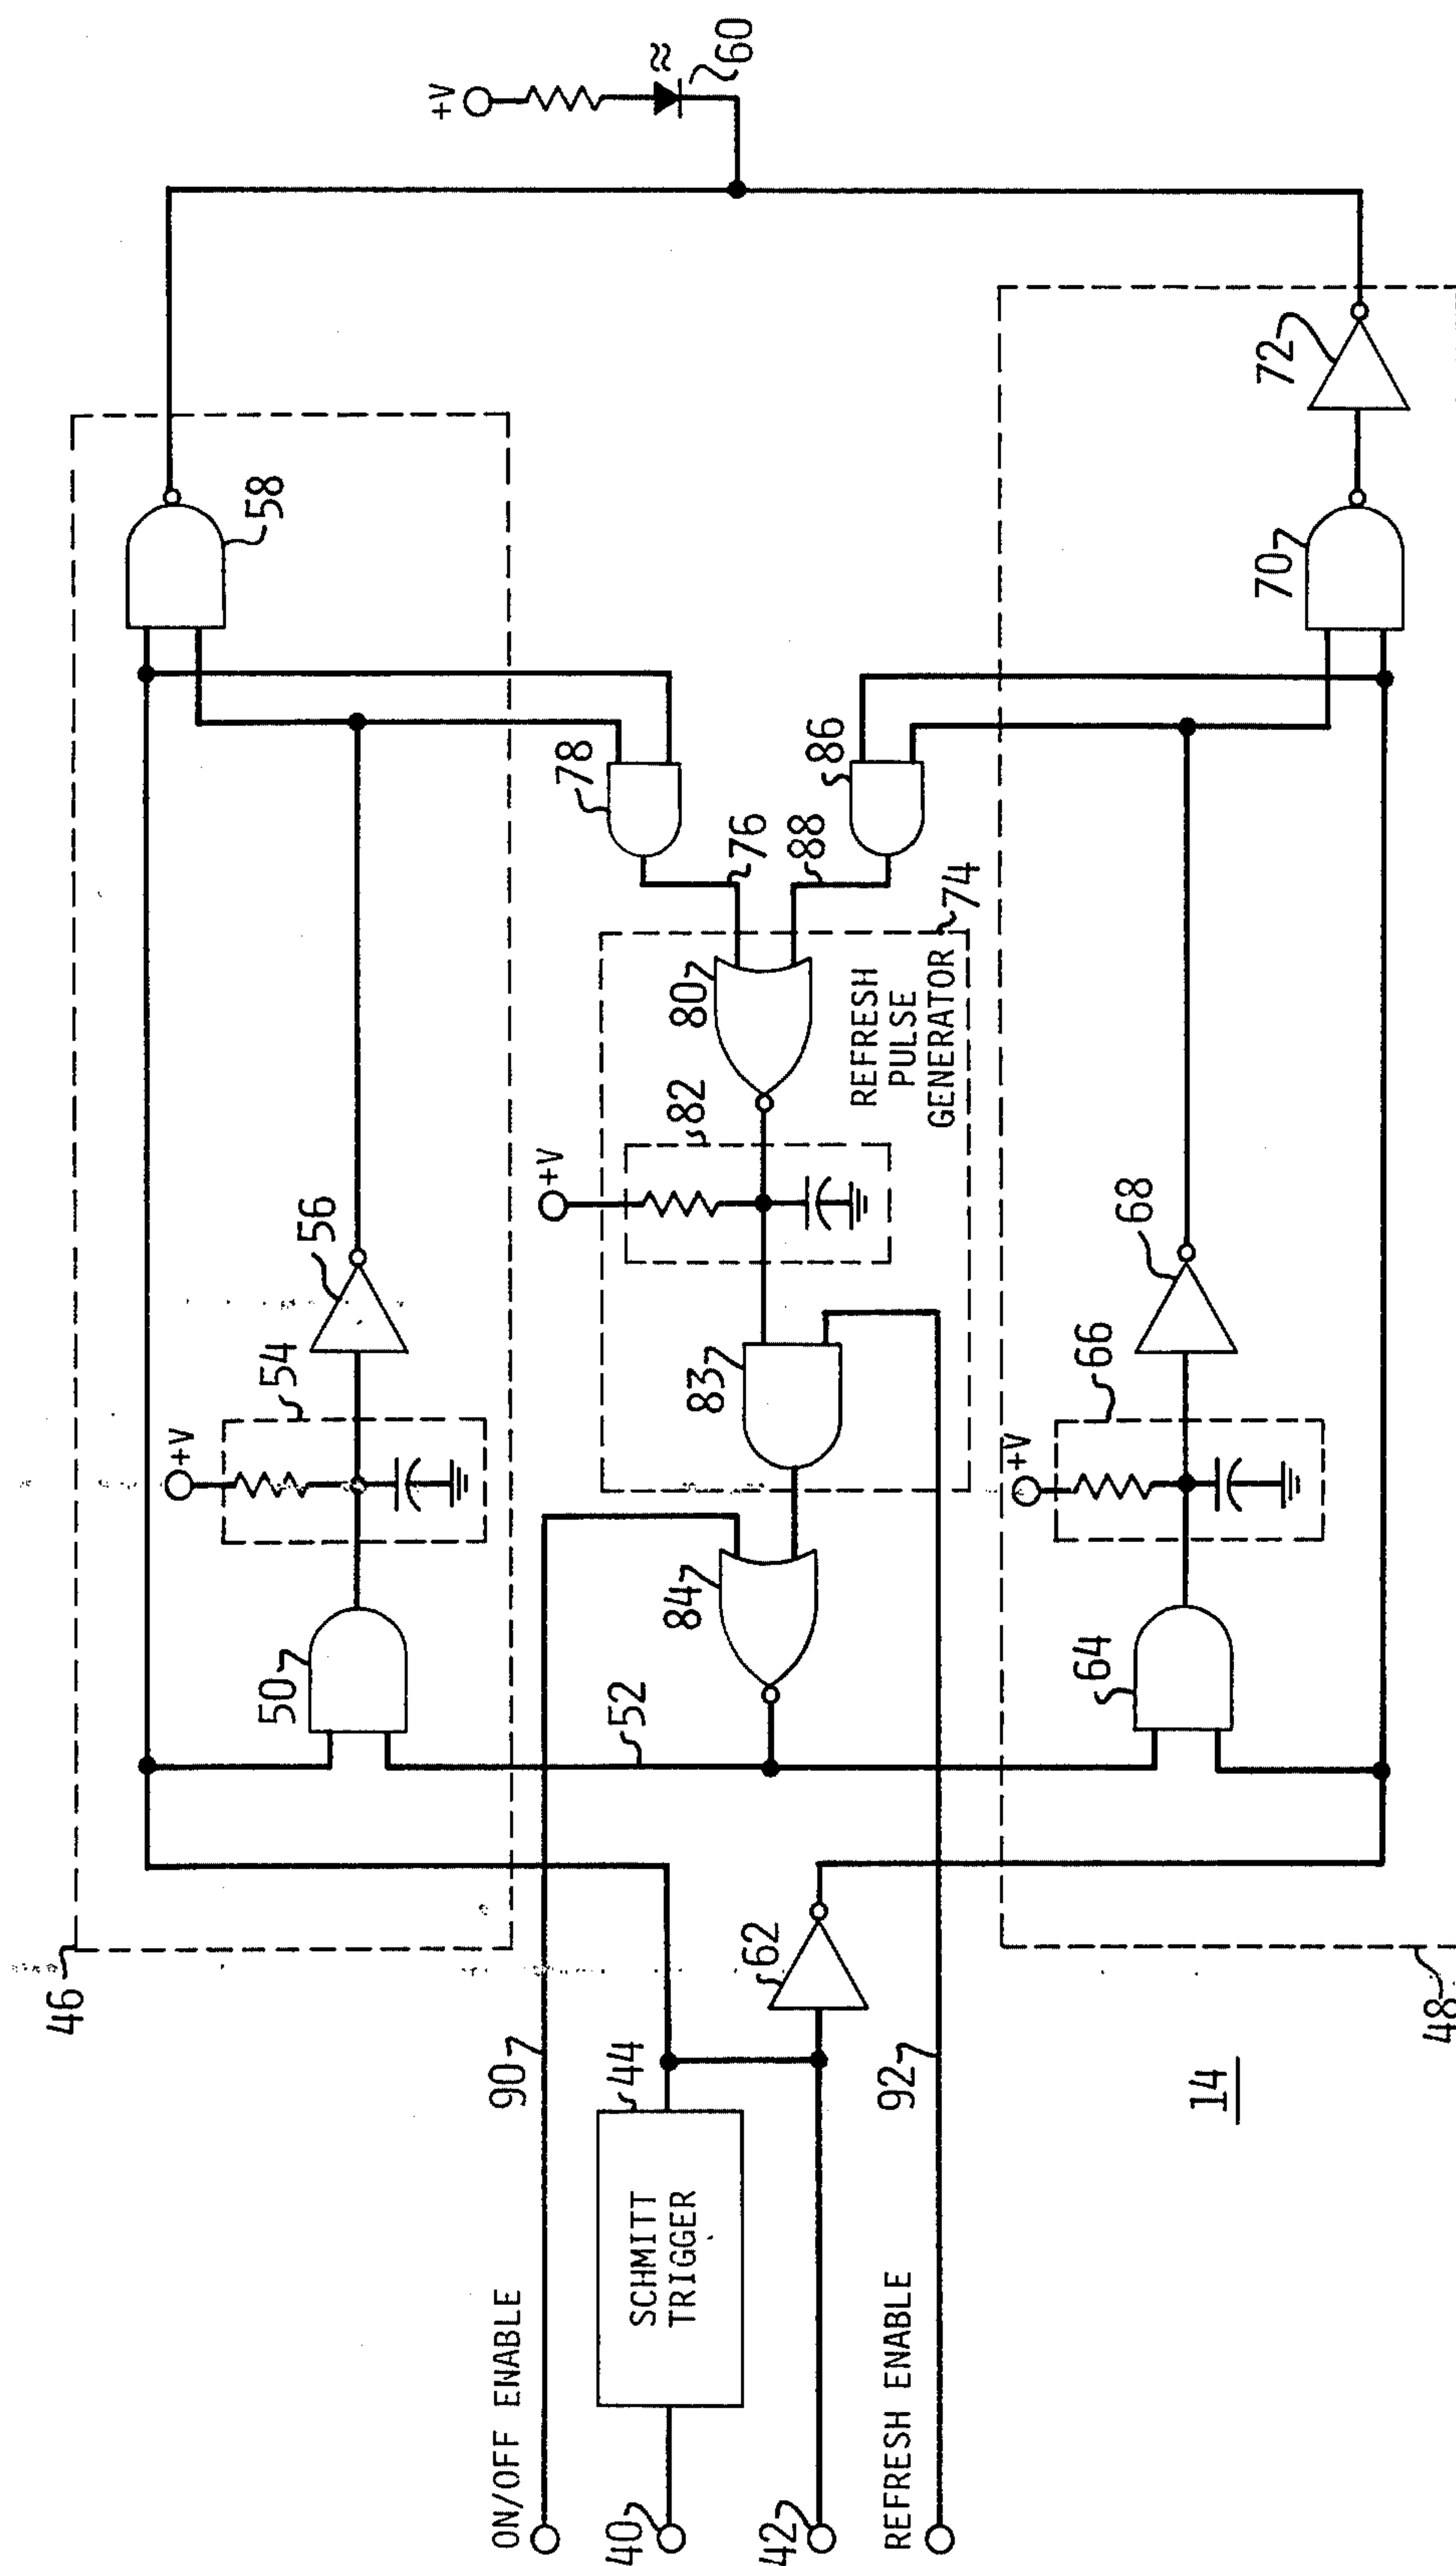 +V
60
46
50
54
+V
56
58
52
84
83
82
+V
80
REFRESH
PULSE
GENERATOR
74
76
88
78
86
ON/OFF ENABLE
90
40
SCHMITT
TRIGGER
44
42
62
REFRESH ENABLE
92
14
48
64
66
+V
68
70
72